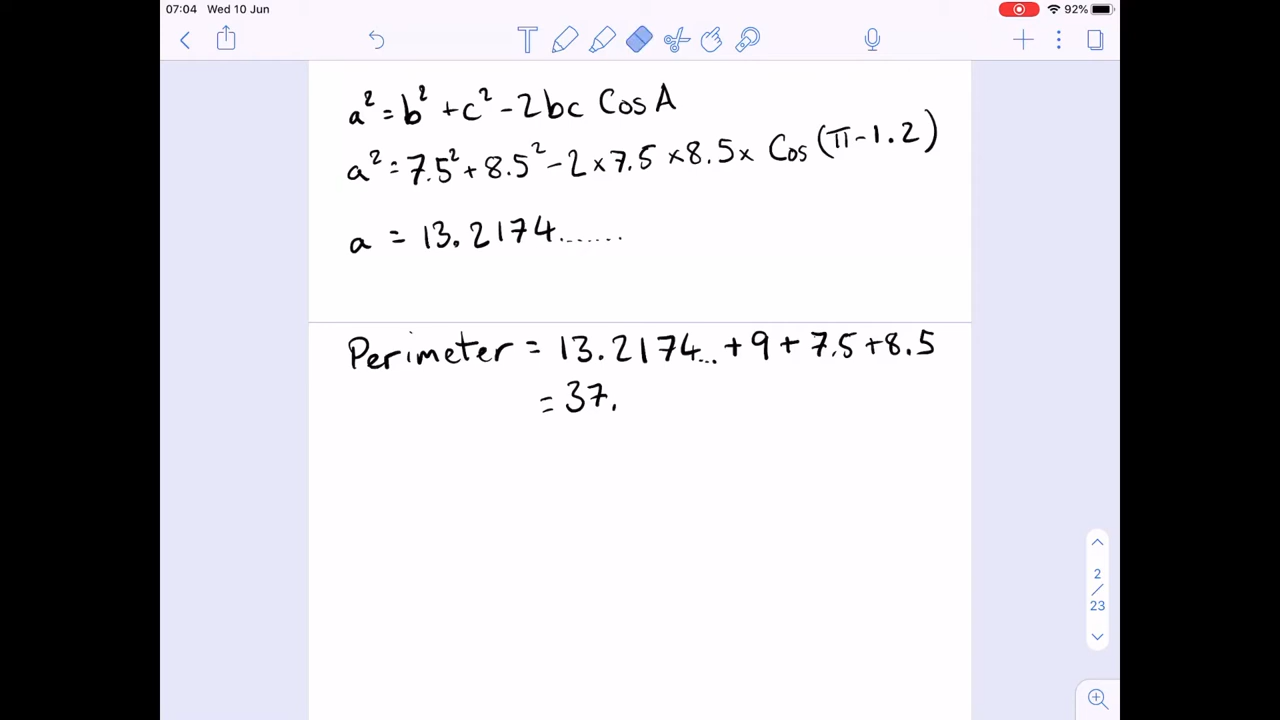 07:04 Wed 10 Jun 92%
a² = b² + c² - 2bc Cos A
a² = 7.5² + 8.5² - 2 × 7.5 × 8.5 × Cos (π - 1.2)
a = 13.2174.......
Perimeter = 13.2174... + 9 + 7.5 + 8.5
= 37.
2
/
23